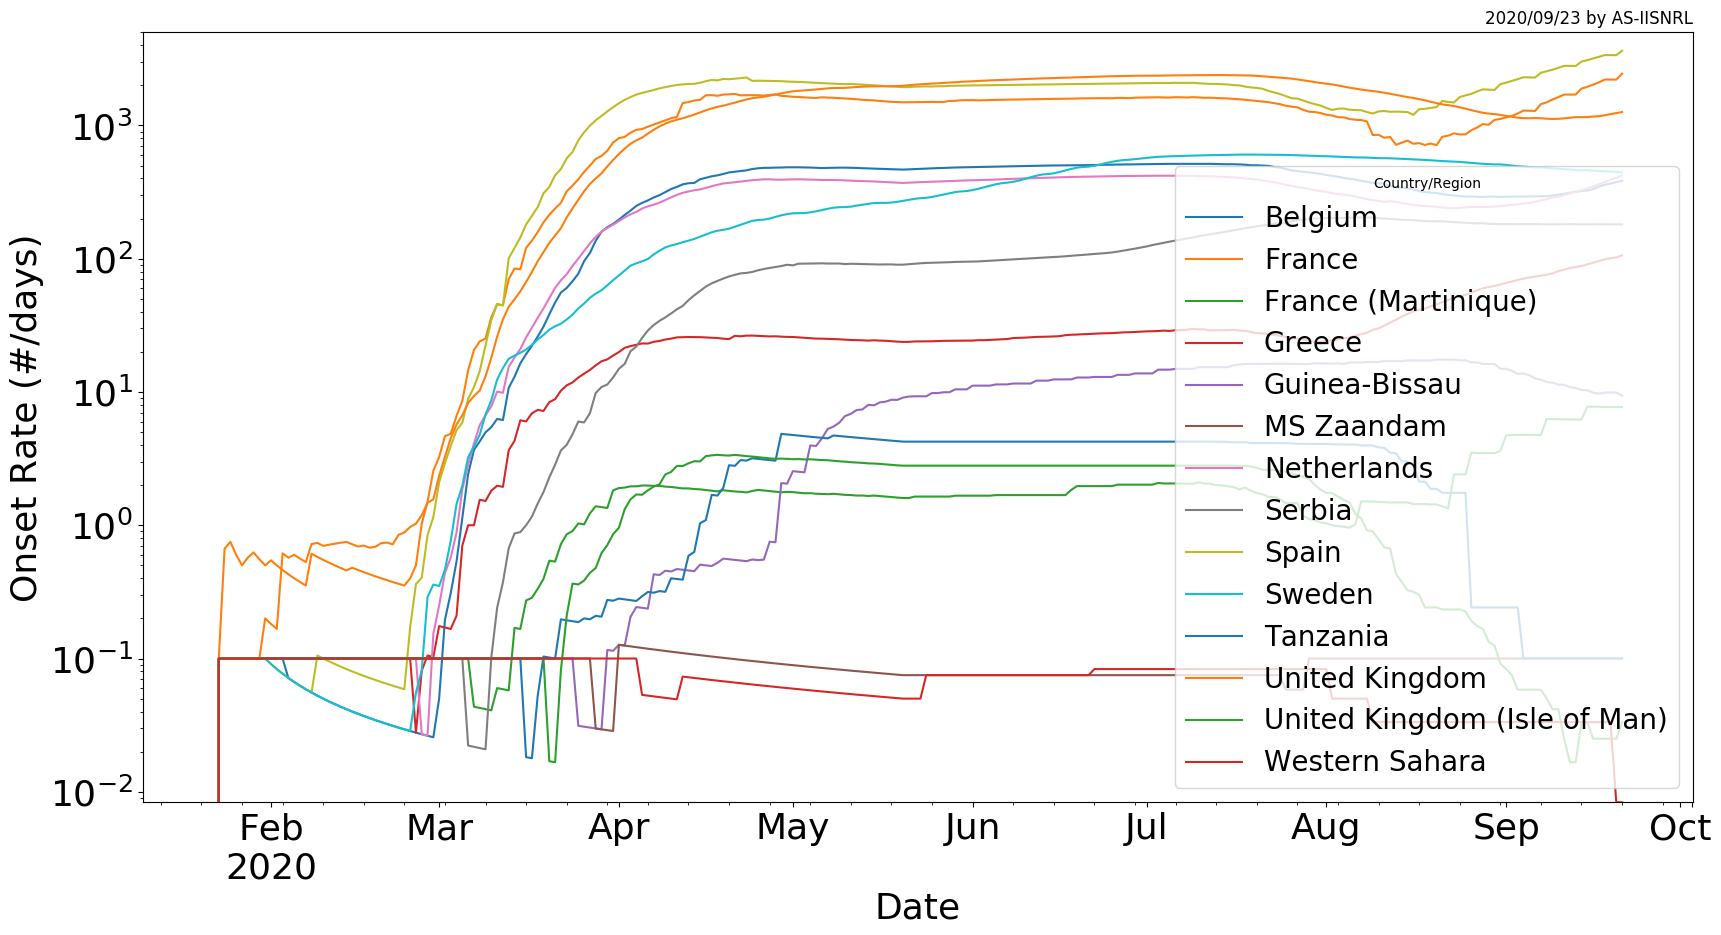 2020/09/23 by AS-IISNRL
Onset Rate (#/days)
10³
10²
10¹
10⁰
10⁻¹
10⁻²
Country/Region
Belgium
France
France (Martinique)
Greece
Guinea-Bissau
MS Zaandam
Netherlands
Serbia
Spain
Sweden
Tanzania
United Kingdom
United Kingdom (Isle of Man)
Western Sahara
Feb Mar Apr May Jun Jul Aug Sep Oct
2020
Date